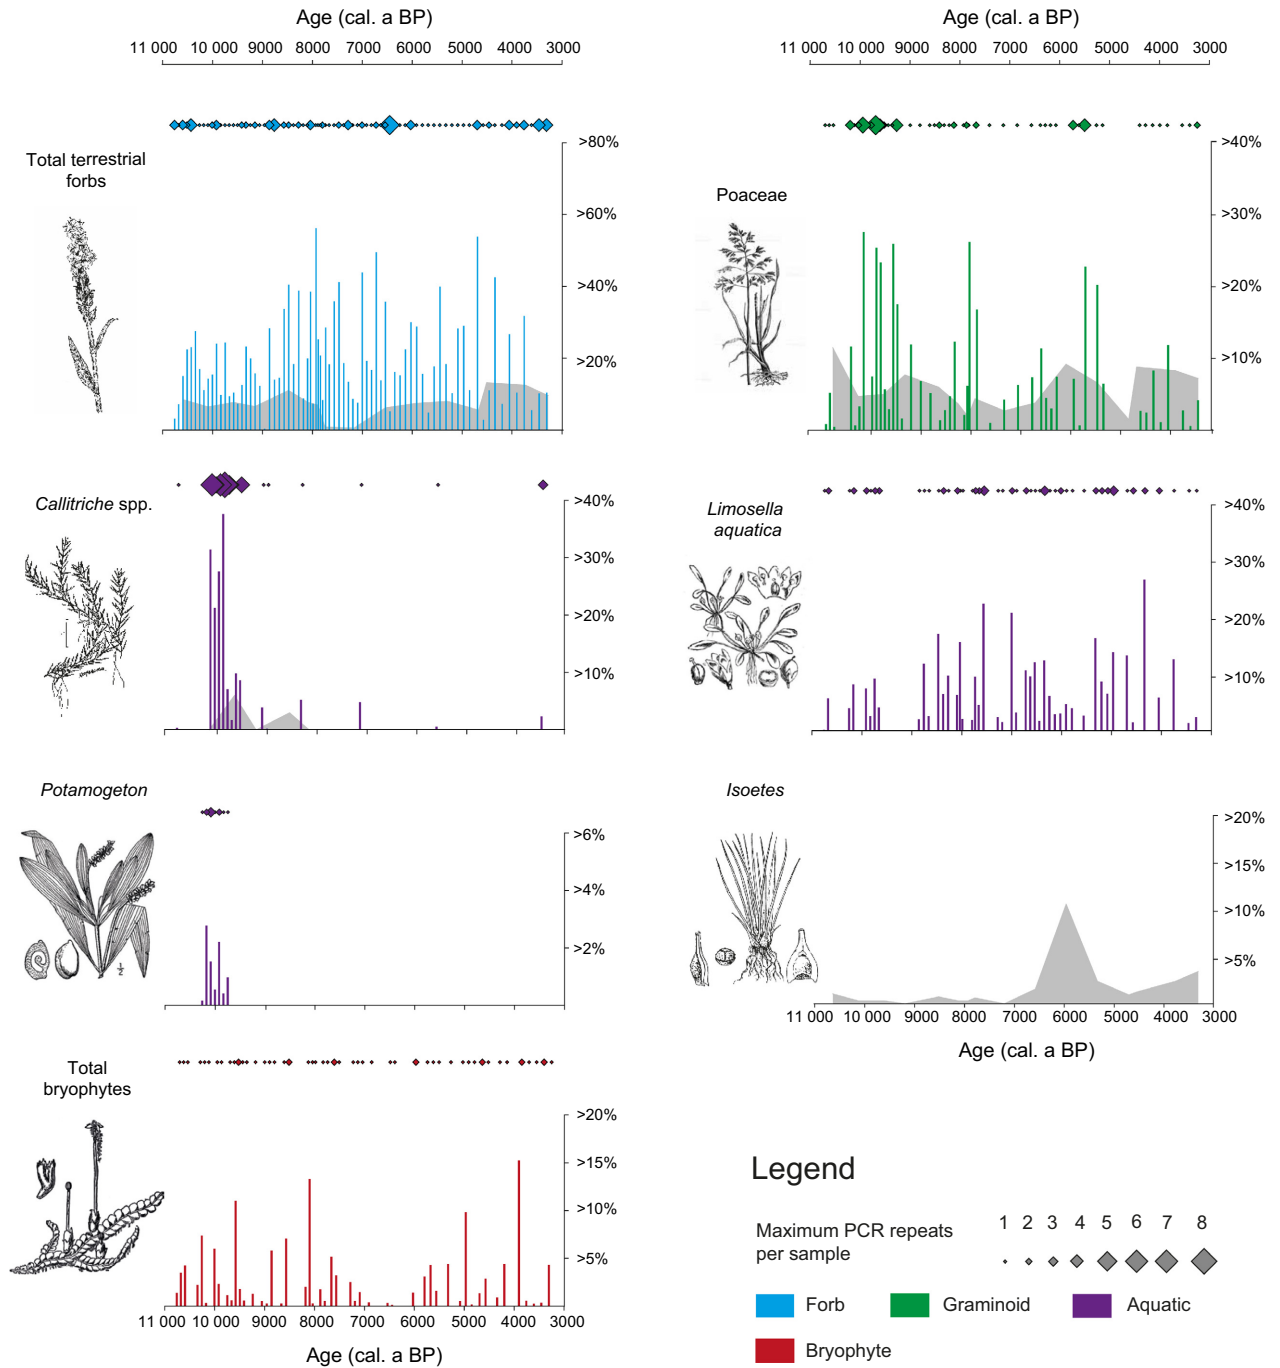 Age (cal. a BP)
11 000 10 000 9000 8000 7000 6000 5000 4000 3000
Total terrestrial
forbs
>80%
>60%
>40%
>20%
Callitriche spp.
>40%
>30%
>20%
>10%
Potamogeton
>6%
>4%
>2%
Total
bryophytes
>20%
>15%
>10%
>5%
11 000 10 000 9000 8000 7000 6000 5000 4000 3000
Age (cal. a BP)
Age (cal. a BP)
11 000 10 000 9000 8000 7000 6000 5000 4000 3000
Poaceae
>40%
>30%
>20%
>10%
Limosella
aquatica
>40%
>30%
>20%
>10%
Isoetes
>20%
>15%
>10%
>5%
11 000 10 000 9000 8000 7000 6000 5000 4000 3000
Age (cal. a BP)
Legend
Maximum PCR repeats
per sample
1 2 3 4 5 6 7 8
Forb
Graminoid
Aquatic
Bryophyte